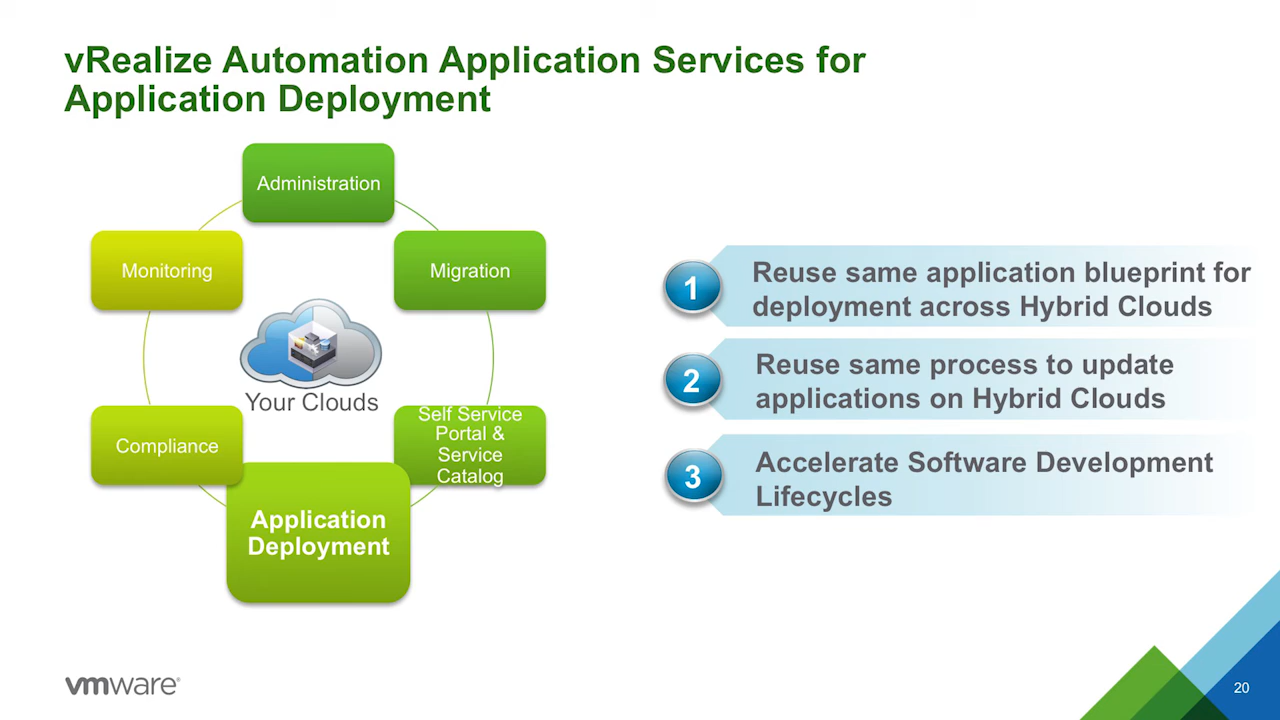 vRealize Automation Application Services for
Application Deployment
Administration
Monitoring
Migration
Your Clouds
Compliance
Self Service
Portal &
Service
Catalog
Application
Deployment
1
Reuse same application blueprint for
deployment across Hybrid Clouds
2
Reuse same process to update
applications on Hybrid Clouds
3
Accelerate Software Development
Lifecycles
vmware®
20